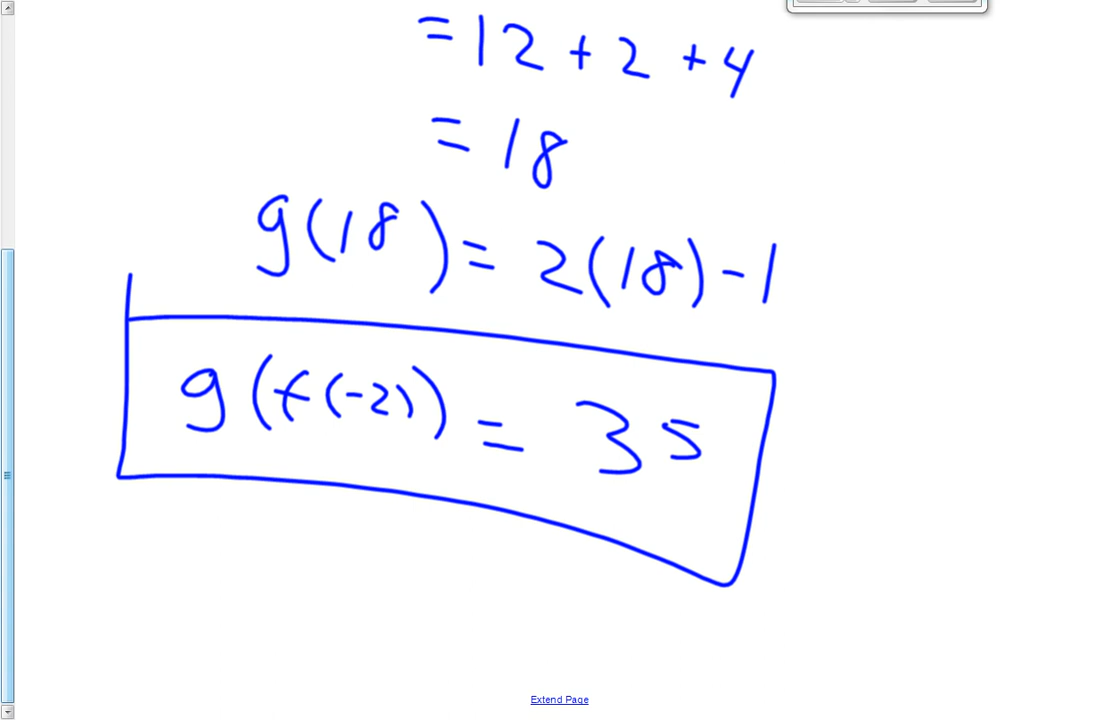 = 12 + 2 + 4
= 18
g(18) = 2(18) - 1
g(f(-2)) = 35
Extend Page